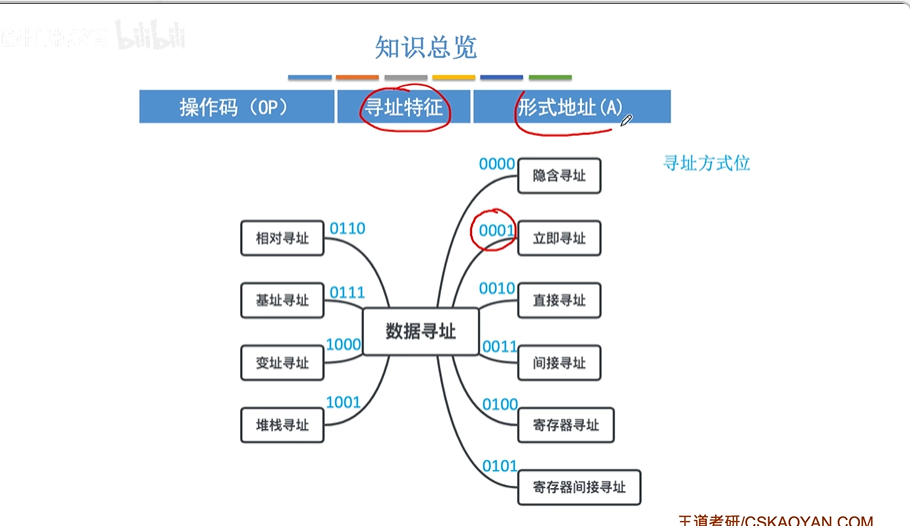 bilibili
知识总览
操作码（OP） 寻址特征 形式地址(A)
寻址方式位
0000 隐含寻址
0001 立即寻址
0010 直接寻址
0011 间接寻址
0100 寄存器寻址
0101 寄存器间接寻址
数据寻址
0110 相对寻址
0111 基址寻址
1000 变址寻址
1001 堆栈寻址
王道考研/CSKAOYAN.COM